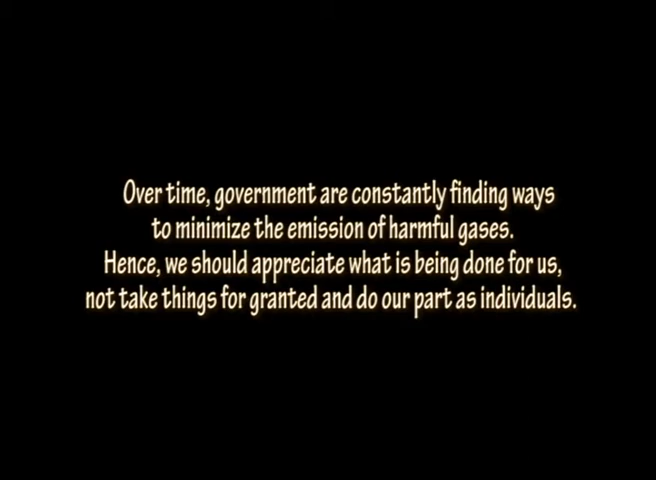 Over time, government are constantly finding ways
to minimize the emission of harmful gases.
Hence, we should appreciate what is being done for us,
not take things for granted and do our part as individuals.